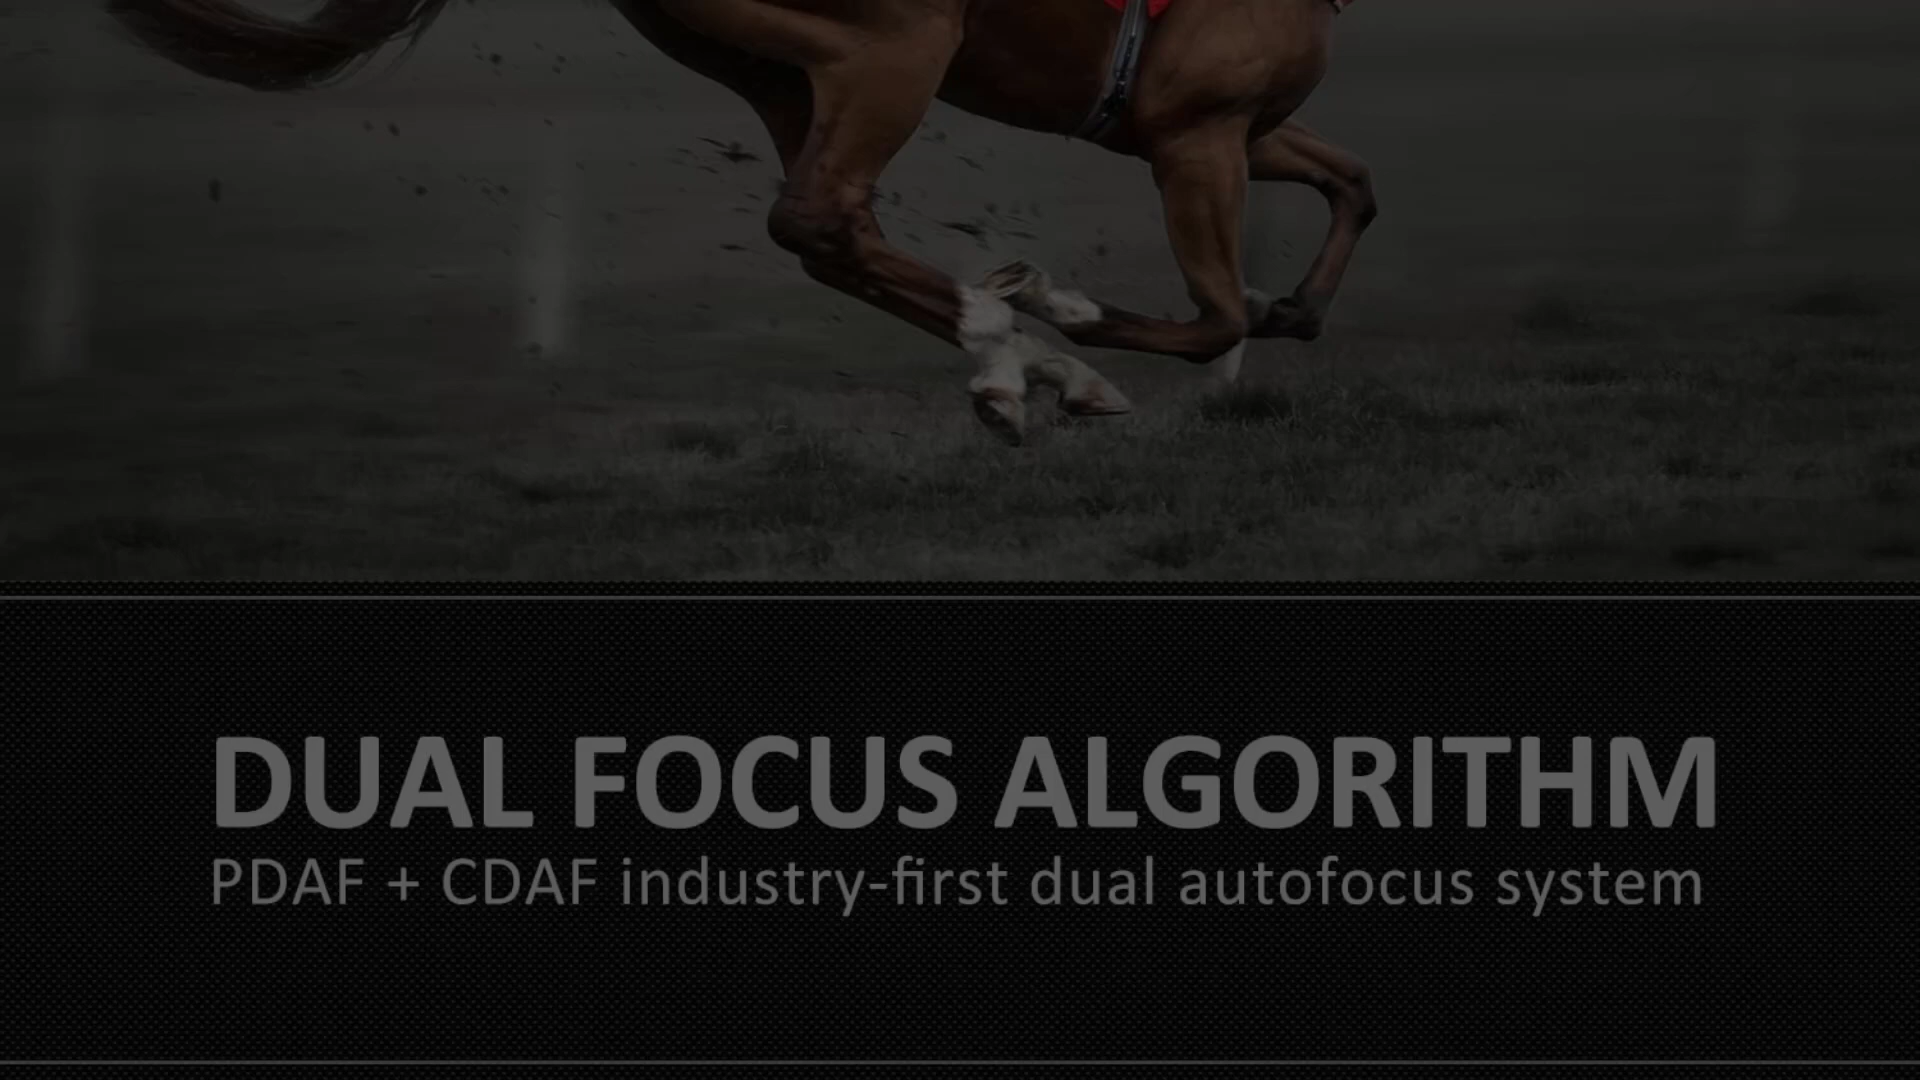 DUAL FOCUS ALGORITHM
PDAF + CDAF industry-first dual autofocus system